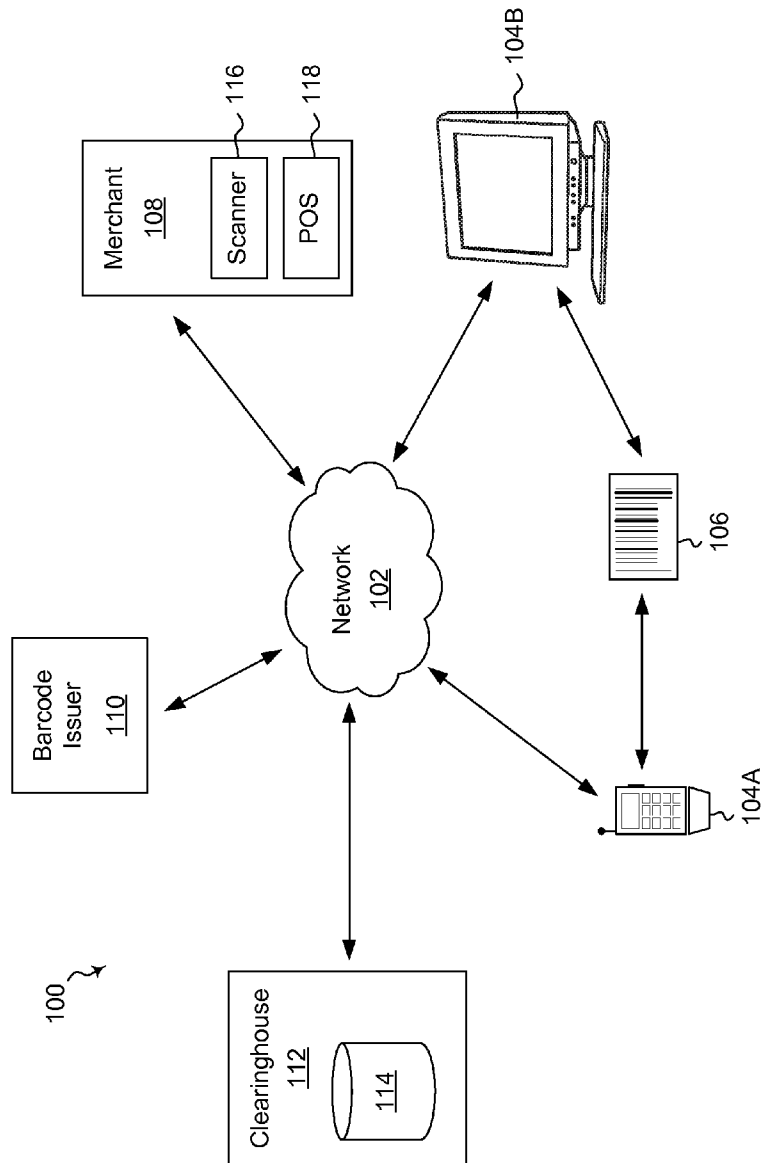 100
Clearinghouse
112
114
Barcode
Issuer
110
Network
102
Merchant
108
Scanner
116
POS
118
104A
106
104B